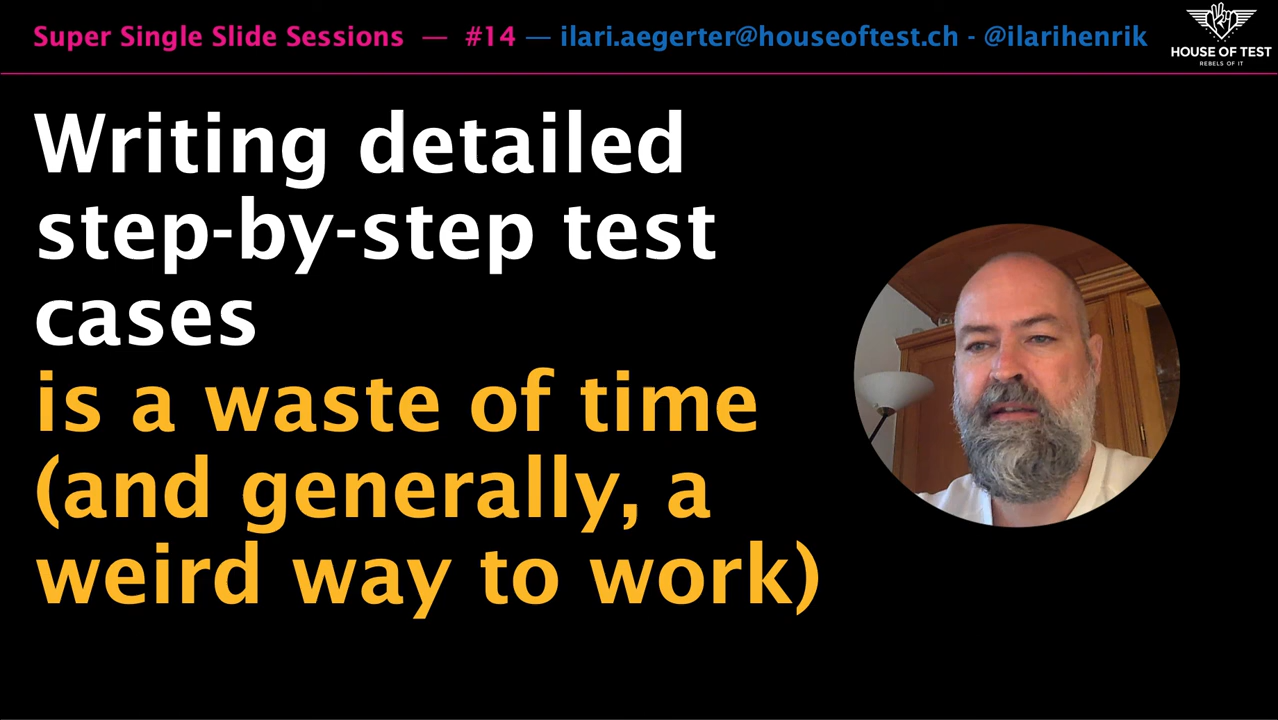 Super Single Slide Sessions — #14 — ilari.aegerter@houseoftest.ch - @ilarihenrik
HOUSE OF TEST
REBELS OF IT
Writing detailed
step-by-step test
cases
is a waste of time
(and generally, a
weird way to work)